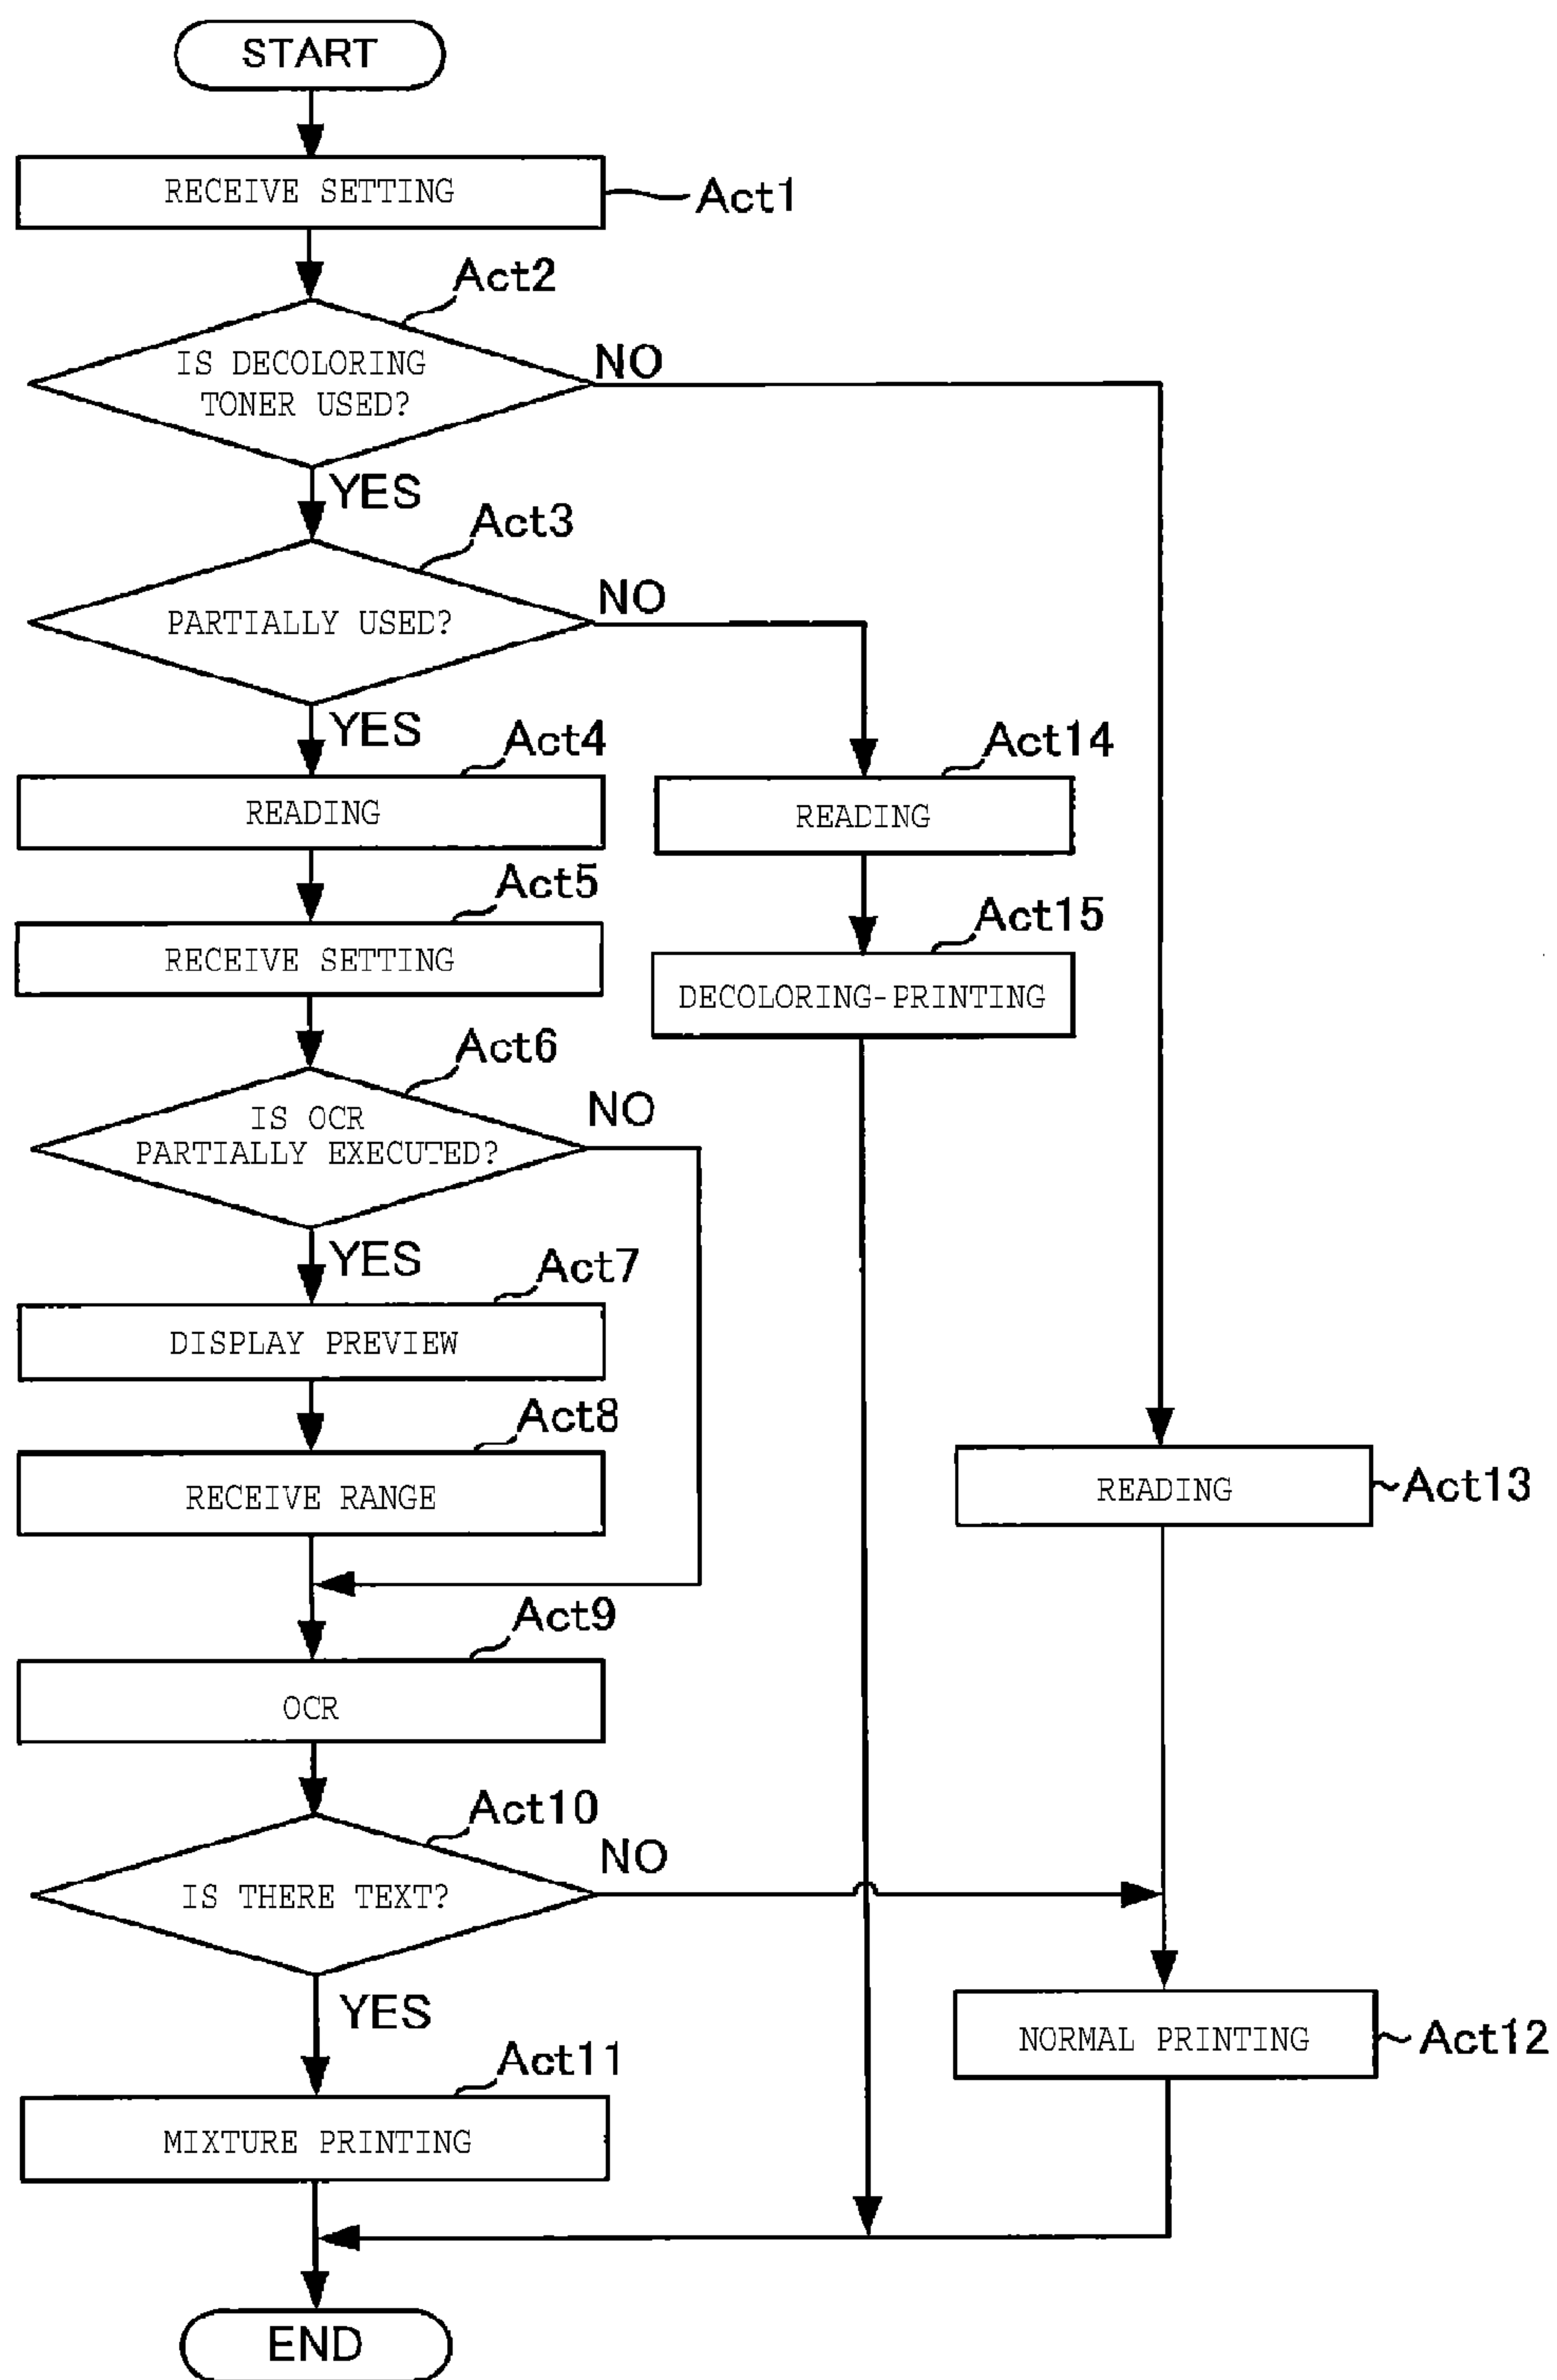 START
RECEIVE SETTING
Act1
Act2
IS DECOLORING
TONER USED?
NO
YES
Act3
PARTIALLY USED?
NO
YES
Act4
READING
Act14
READING
Act5
RECEIVE SETTING
Act15
DECOLORING-PRINTING
Act6
IS OCR
PARTIALLY EXECUTED?
NO
YES
Act7
DISPLAY PREVIEW
Act8
RECEIVE RANGE
READING
Act13
Act9
OCR
Act10
IS THERE TEXT?
NO
YES
NORMAL PRINTING
Act12
Act11
MIXTURE PRINTING
END